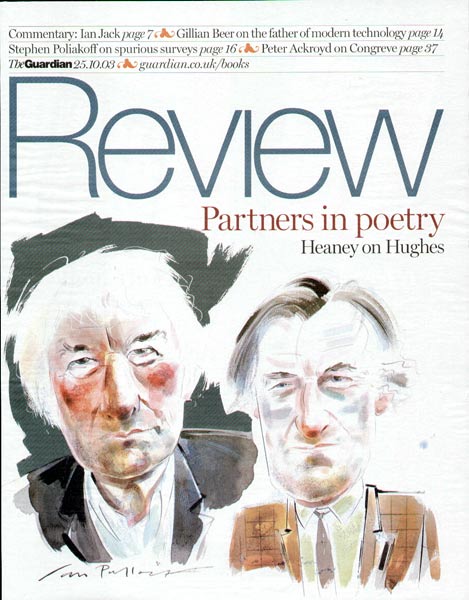 Commentary: Ian Jack page 7 Gillian Beer on the father of modern technology page 14
Stephen Poliakoff on spurious surveys page 16 Peter Ackroyd on Congreve page 37
The Guardian 25.10.03 guardian.co.uk/books
Review
Partners in poetry
Heaney on Hughes